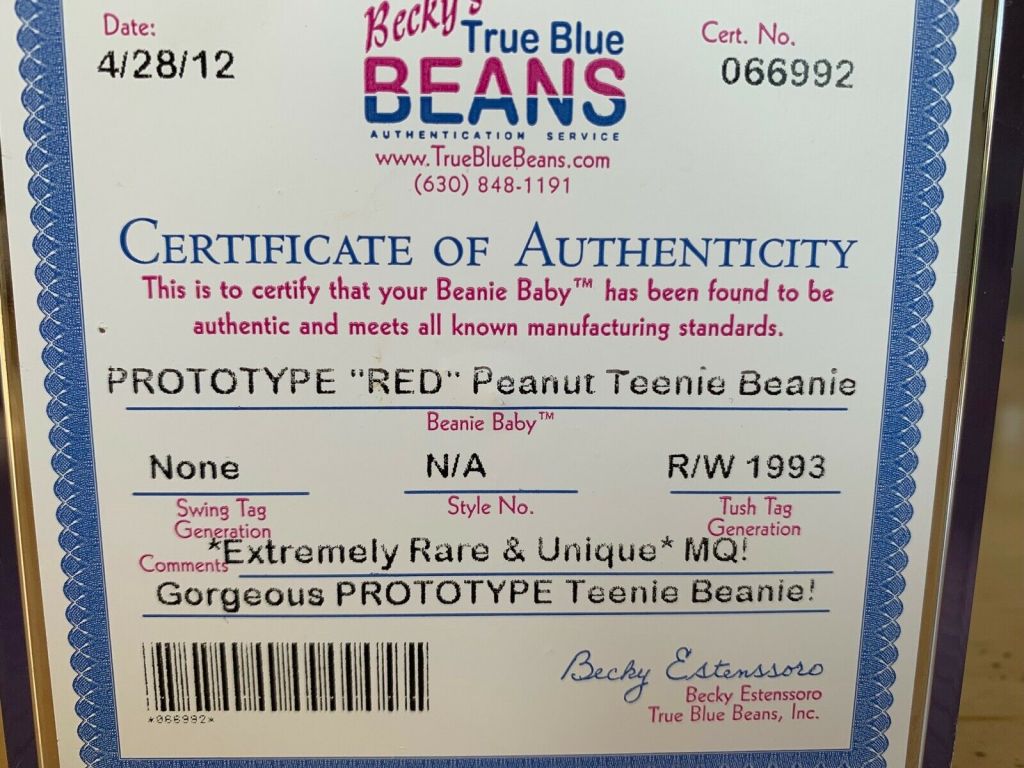 Date:
4/28/12
Becky's
True Blue
BEANS
AUTHENTICATION SERVICE
www.TrueBlueBeans.com
(630) 848-1191
Cert. No.
066992
CERTIFICATE OF AUTHENTICITY
This is to certify that your Beanie Baby™ has been found to be
authentic and meets all known manufacturing standards.
PROTOTYPE "RED" Peanut Teenie Beanie
Beanie Baby™
None
N/A
R/W 1993
Swing Tag
Generation
Style No.
Tush Tag
Generation
Comments *Extremely Rare & Unique* MQ!
Gorgeous PROTOTYPE Teenie Beanie!
*066992*
Becky Estenssoro
Becky Estenssoro
True Blue Beans, Inc.